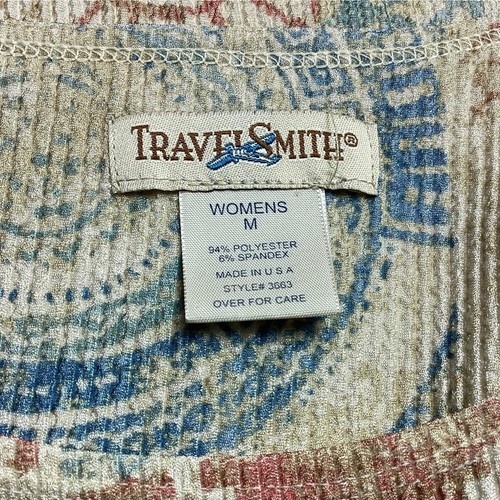 TRAVELSMITH®
WOMENS
M
94% POLYESTER
6% SPANDEX
MADE IN U S A
STYLE# 3663
OVER FOR CARE